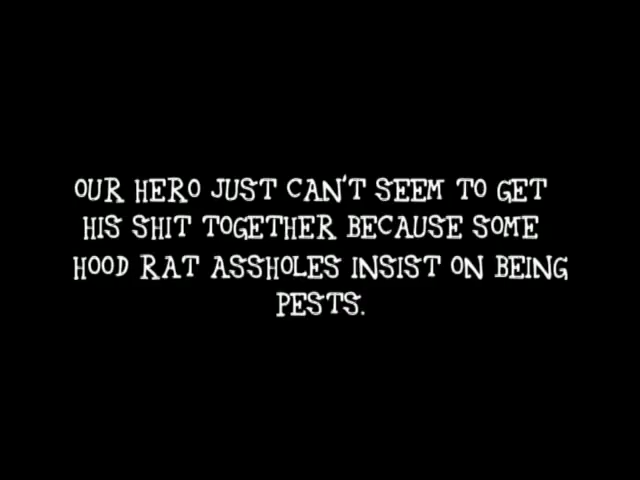 OUR HERO JUST CAN'T SEEM TO GET
HIS SHIT TOGETHER BECAUSE SOME
HOOD RAT ASSHOLES INSIST ON BEING
PESTS.